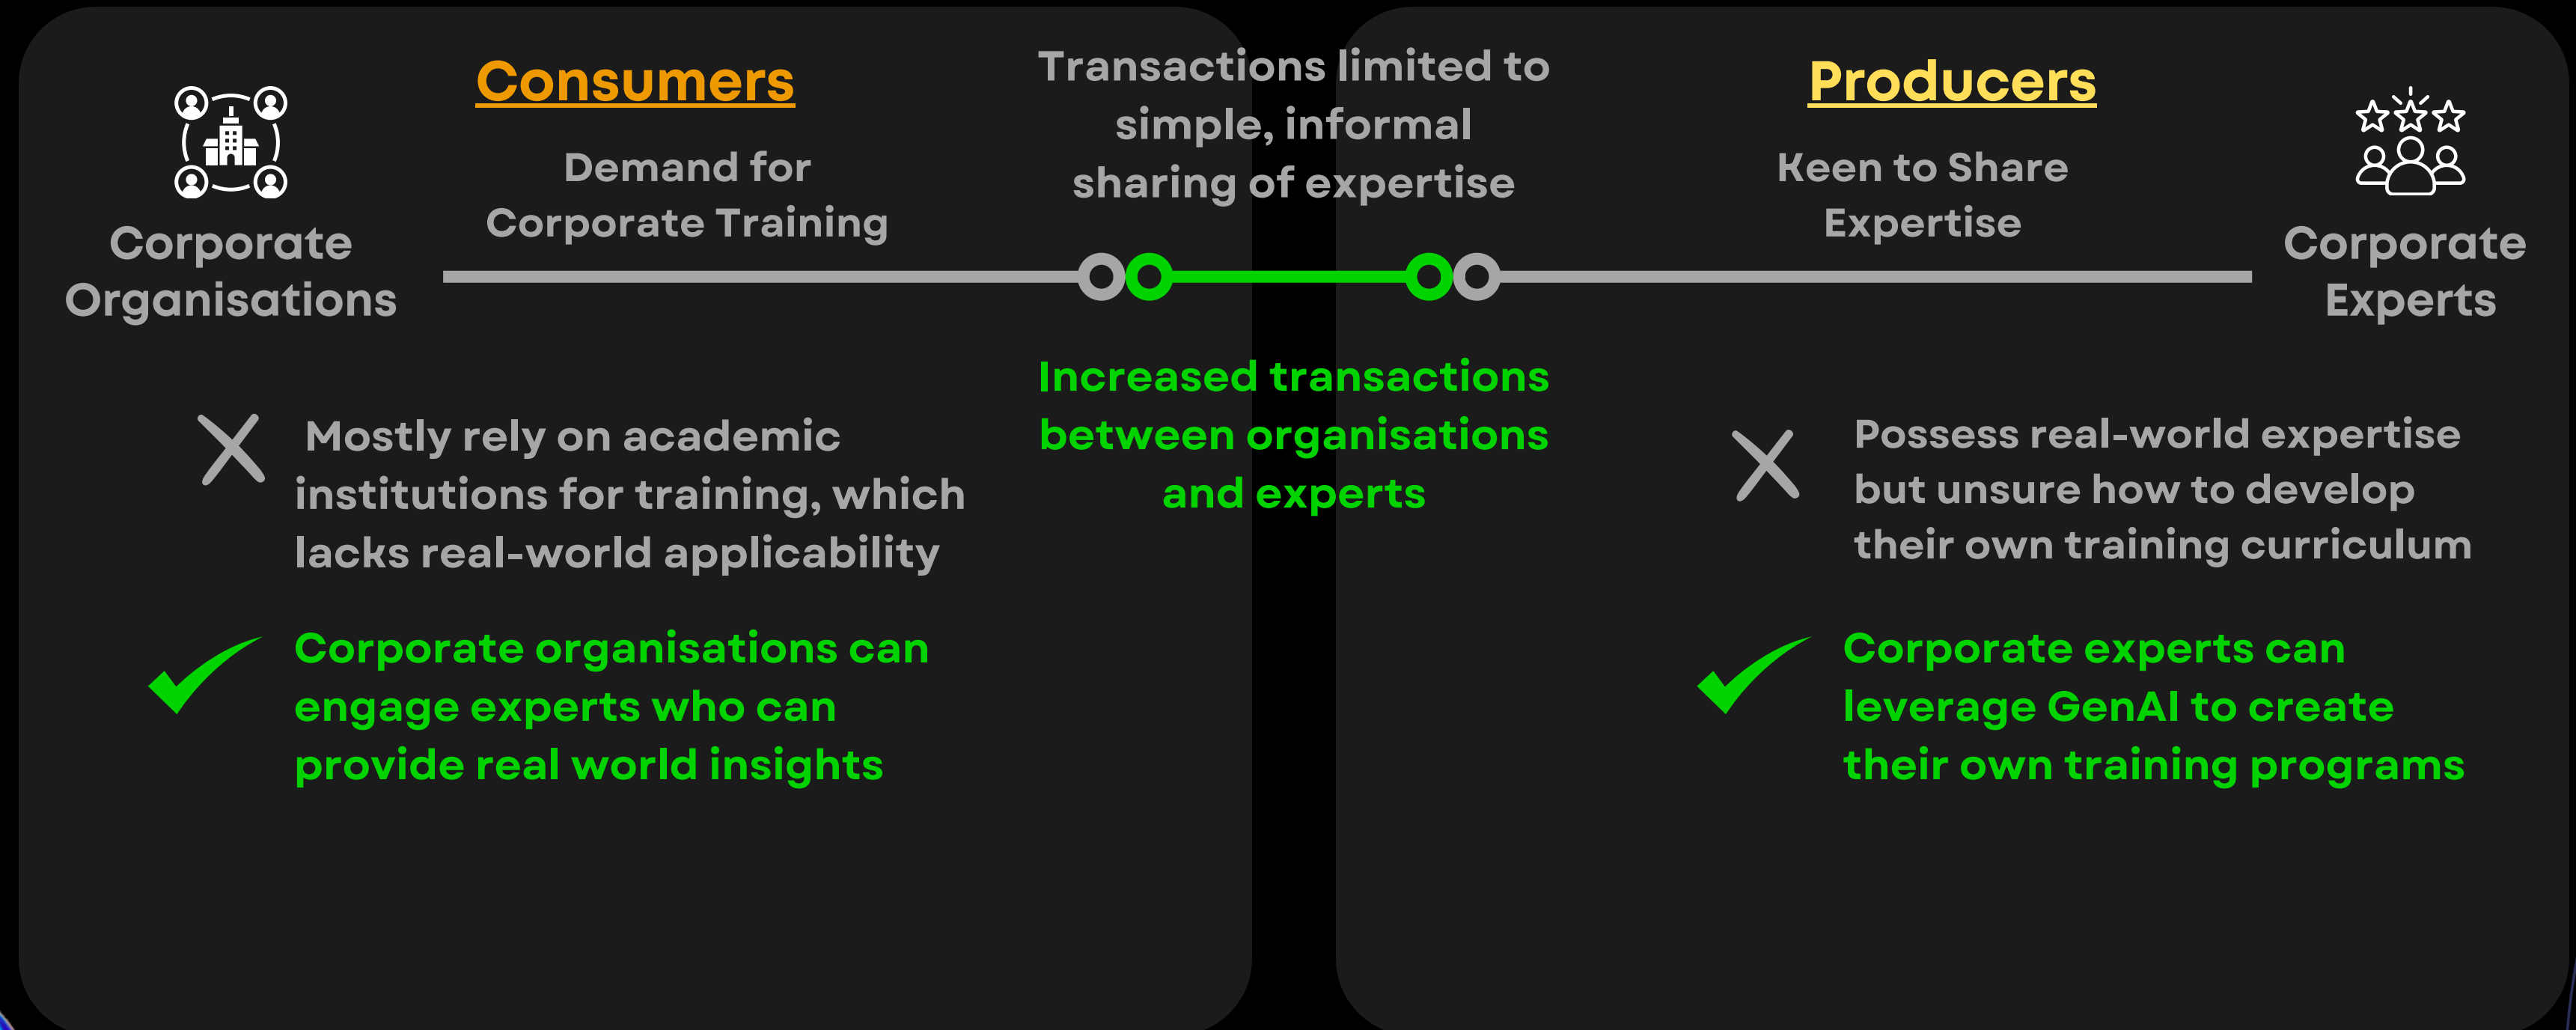 Consumers
Demand for
Corporate Training
Corporate
Organisations
Transactions limited to
simple, informal
sharing of expertise
Producers
Keen to Share
Expertise
Corporate
Experts
Mostly rely on academic
institutions for training, which
lacks real-world applicability
Corporate organisations can
engage experts who can
provide real world insights
Increased transactions
between organisations
and experts
Possess real-world expertise
but unsure how to develop
their own training curriculum
Corporate experts can
leverage GenAI to create
their own training programs